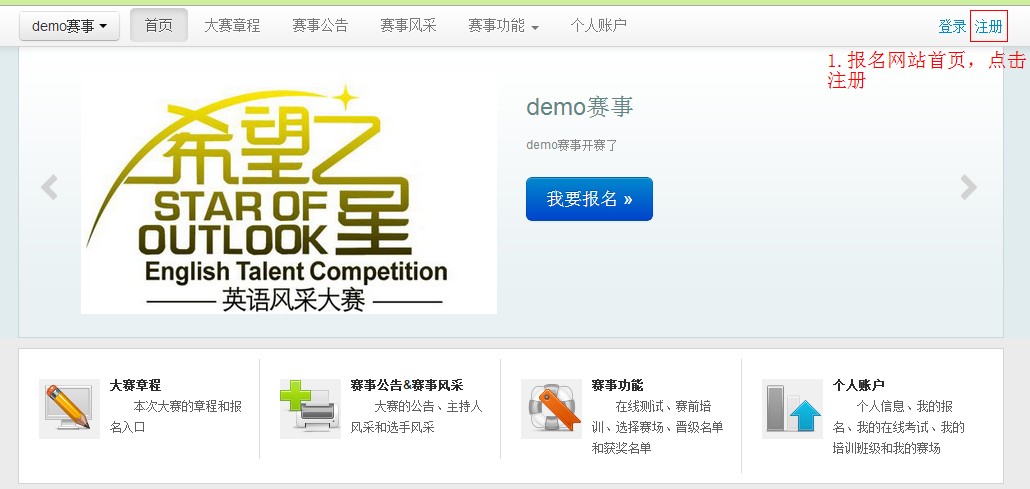 demo赛事 首页 大赛章程 赛事公告 赛事风采 赛事功能 个人账户 登录 注册
1.报名网站首页，点击
注册
希望之星
STAR OF
OUTLOOK
English Talent Competition
英语风采大赛
demo赛事
demo赛事开赛了
我要报名 »
大赛章程
本次大赛的章程和报
名入口
赛事公告&赛事风采
大赛的公告、主持人
风采和选手风采
赛事功能
在线测试、赛前培
训、选择赛场、晋级名单
和获奖名单
个人账户
个人信息、我的报
名、我的在线考试、我的
培训班级和我的赛场